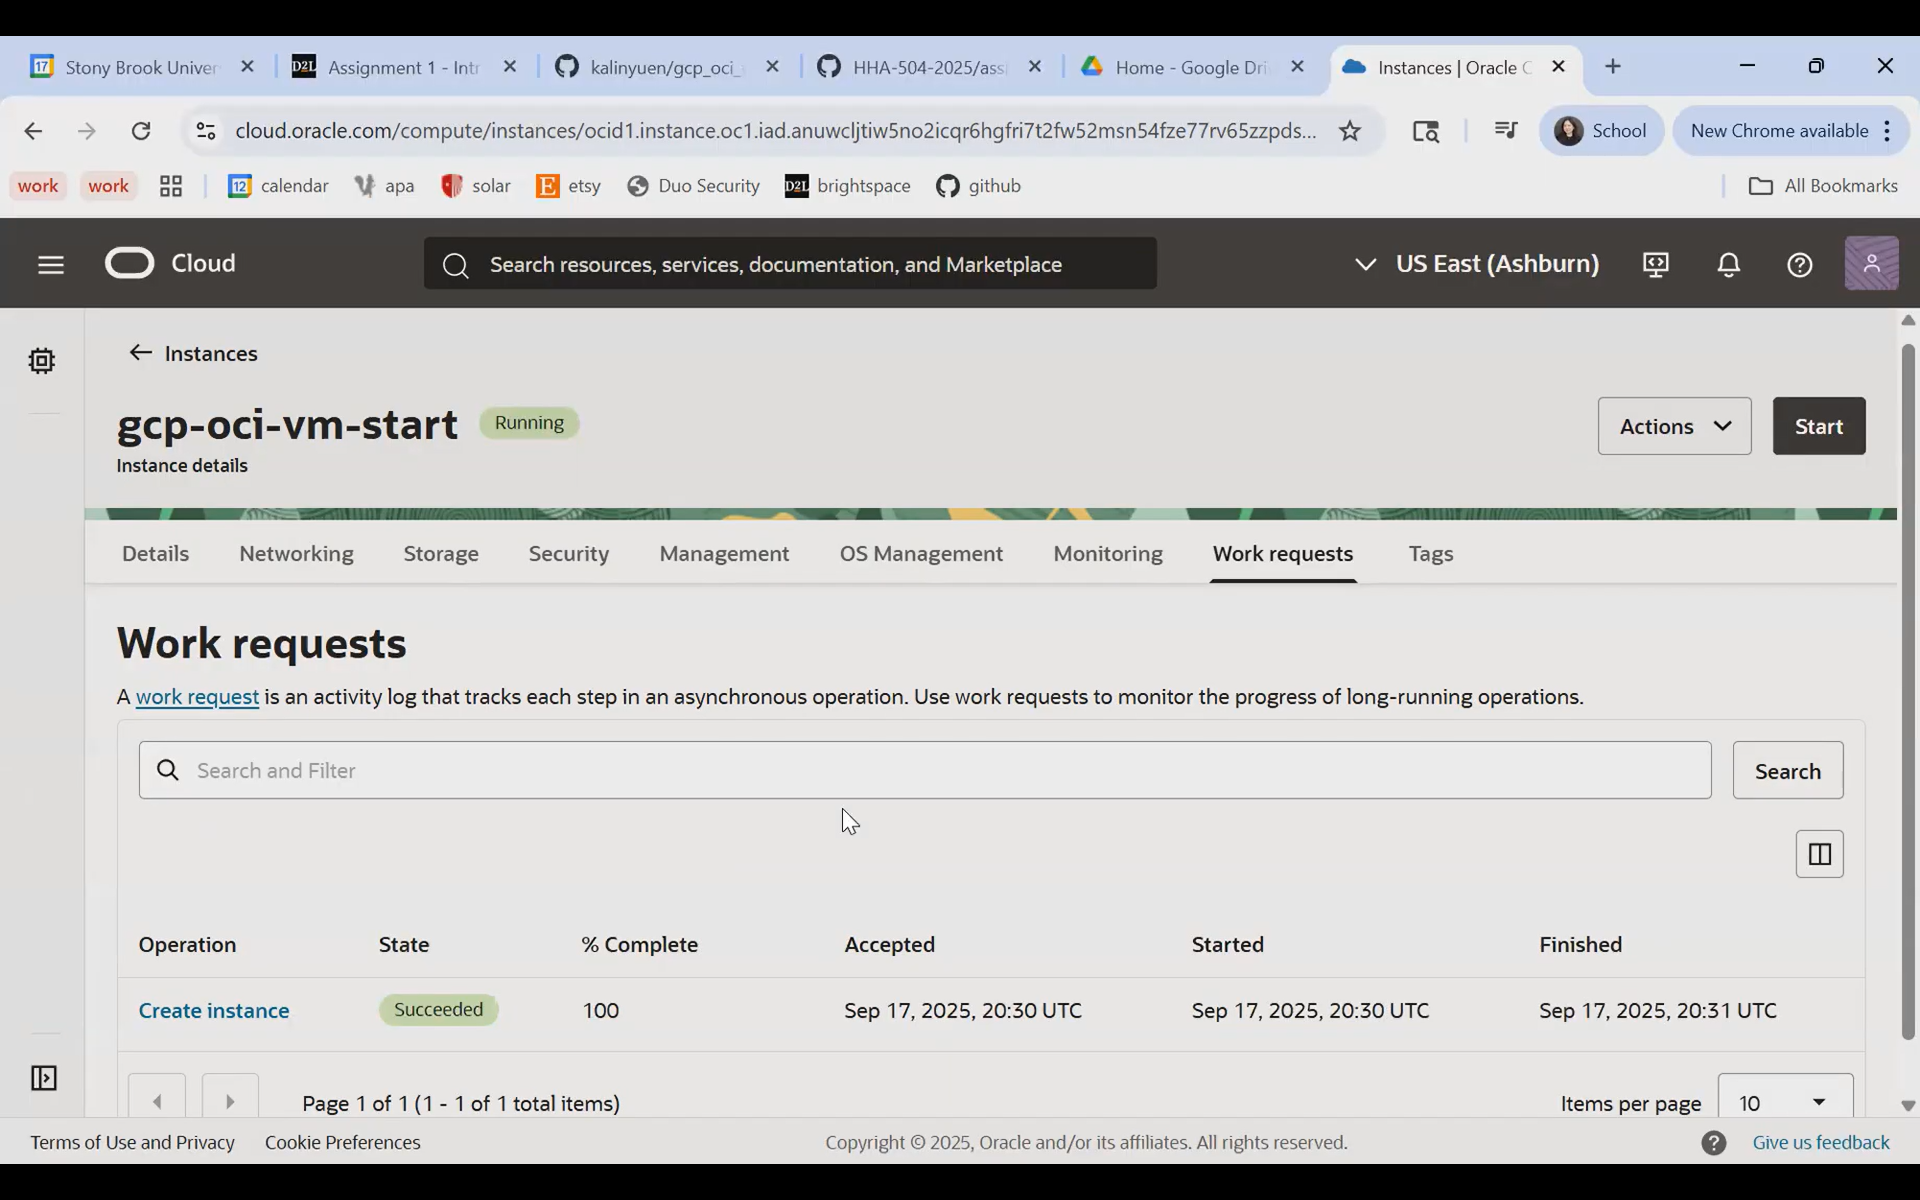 17 Stony Brook Univer
D2L Assignment 1 - Intr
kalinyuen/gcp_oci_
HHA-504-2025/assi
Home - Google Dri
Instances | Oracle C
cloud.oracle.com/compute/instances/ocid1.instance.oc1.iad.anuwcljtiw5no2icqr6hgfri7t2fw52msn54fze77rv65zzpds...
School
New Chrome available
work
work
12 calendar
apa
solar
E etsy
Duo Security
D2L brightspace
github
All Bookmarks
Cloud
Search resources, services, documentation, and Marketplace
US East (Ashburn)
Instances
gcp-oci-vm-start
Running
Actions
Start
Instance details
Details
Networking
Storage
Security
Management
OS Management
Monitoring
Work requests
Tags
Work requests
A work request is an activity log that tracks each step in an asynchronous operation. Use work requests to monitor the progress of long-running operations.
Search and Filter
Search
Operation State % Complete Accepted Started Finished
Create instance Succeeded 100 Sep 17, 2025, 20:30 UTC Sep 17, 2025, 20:30 UTC Sep 17, 2025, 20:31 UTC
Page 1 of 1 (1 - 1 of 1 total items)
Items per page 10
Terms of Use and Privacy
Cookie Preferences
Copyright © 2025, Oracle and/or its affiliates. All rights reserved.
Give us feedback